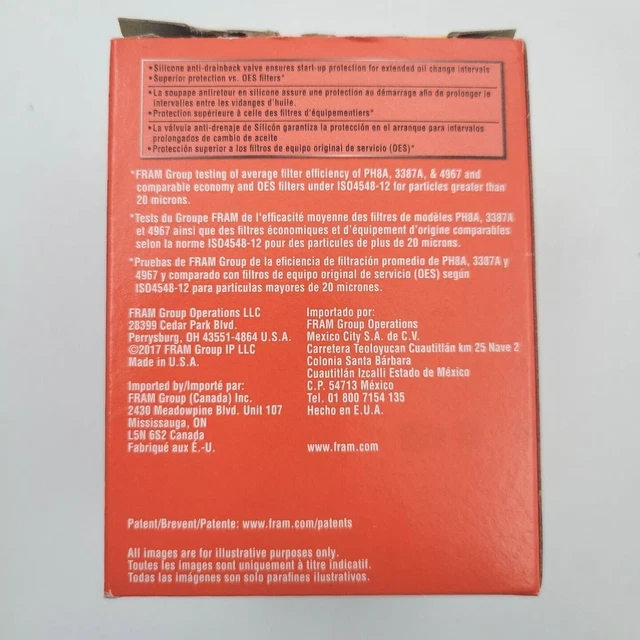 •Silicone anti-drainback valve ensures start-up protection for extended oil change intervals
•Superior protection vs. OES filters*
•La soupape antiretour en silicone assure une protection au démarrage afin de prolonger le
intervalles entre les vidanges d'huile.
•Protection supérieure à celle des filtres d'équipementiers*
•La válvula anti-drenaje de Silicón garantiza la protección en el arranque para intervalos
prolongados de cambio de aceite
•Protección superior a los filtros de equipo original de servicio (OES)*
*FRAM Group testing of average filter efficiency of PH8A, 3387A, & 4967 and
comparable economy and OES filters under ISO4548-12 for particles greater than
20 microns.
*Tests du Groupe FRAM de l'efficacité moyenne des filtres de modèles PH8A, 3387A
et 4967 ainsi que des filtres économiques et d'équipement d'origine comparables
selon la norme ISO4548-12 pour des particules de plus de 20 microns.
*Pruebas de FRAM Group de la eficiencia de filtración promedio de PH8A, 3387A y
4967 y comparado con filtros de equipo original de servicio (OES) según
ISO4548-12 para partículas mayores de 20 micrones.
FRAM Group Operations LLC
28399 Cedar Park Blvd.
Perrysburg, OH 43551-4864 U.S.A.
©2017 FRAM Group IP LLC
Made in U.S.A.
Imported by/Importé par:
FRAM Group (Canada) Inc.
2430 Meadowpine Blvd. Unit 107
Mississauga, ON
L5N 6S2 Canada
Fabriqué aux É.-U.
Importado por:
FRAM Group Operations
Mexico City S.A. de C.V.
Carretera Teoloyucan Cuautitlán km 25 Nave 2
Colonia Santa Bárbara
Cuautitlán Izcalli Estado de México
C.P. 54713 México
Tel. 01 800 7154 135
Hecho en E.U.A.
www.fram.com
Patent/Brevet/Patente: www.fram.com/patents
All images are for illustrative purposes only.
Toutes les images sont uniquement à titre indicatif.
Todas las imágenes son solo parafines ilustrativos.